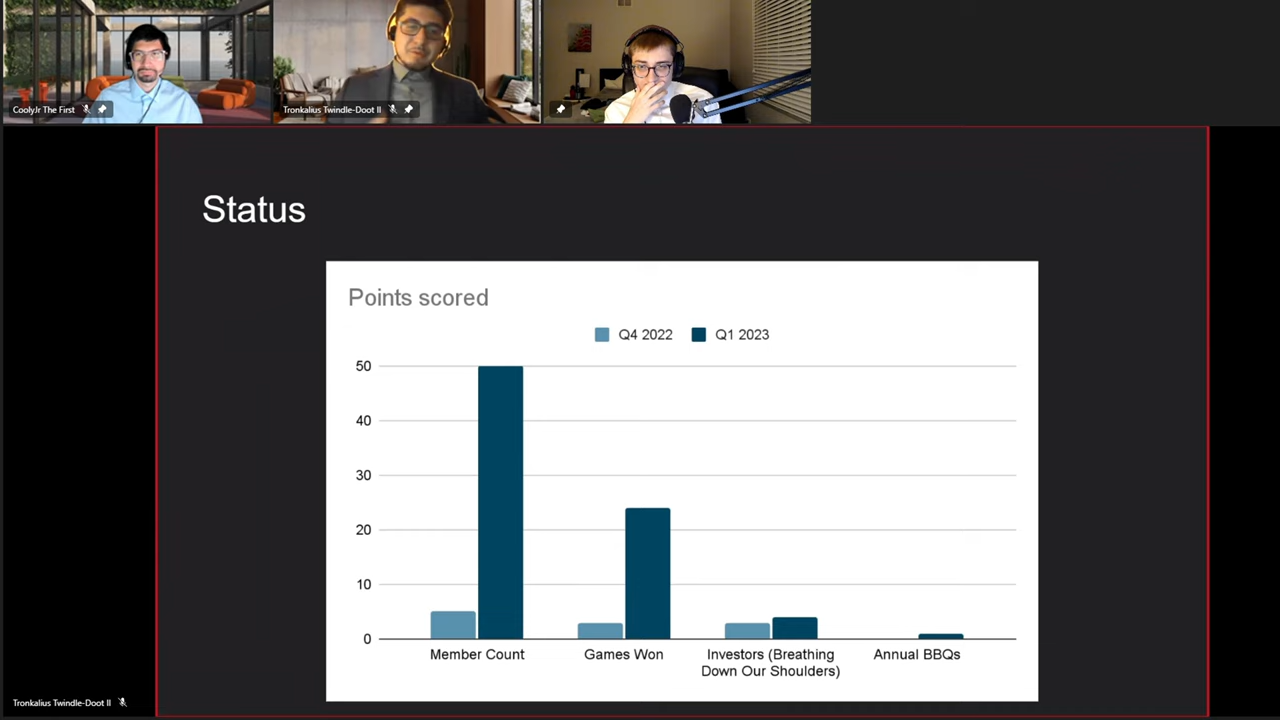 CoolyJr The First
Tronkalius Twindle-Doot II
Status
Points scored
Q4 2022
Q1 2023
50
40
30
20
10
0
Member Count
Games Won
Investors (Breathing
Down Our Shoulders)
Annual BBQs
Tronkalius Twindle-Doot II